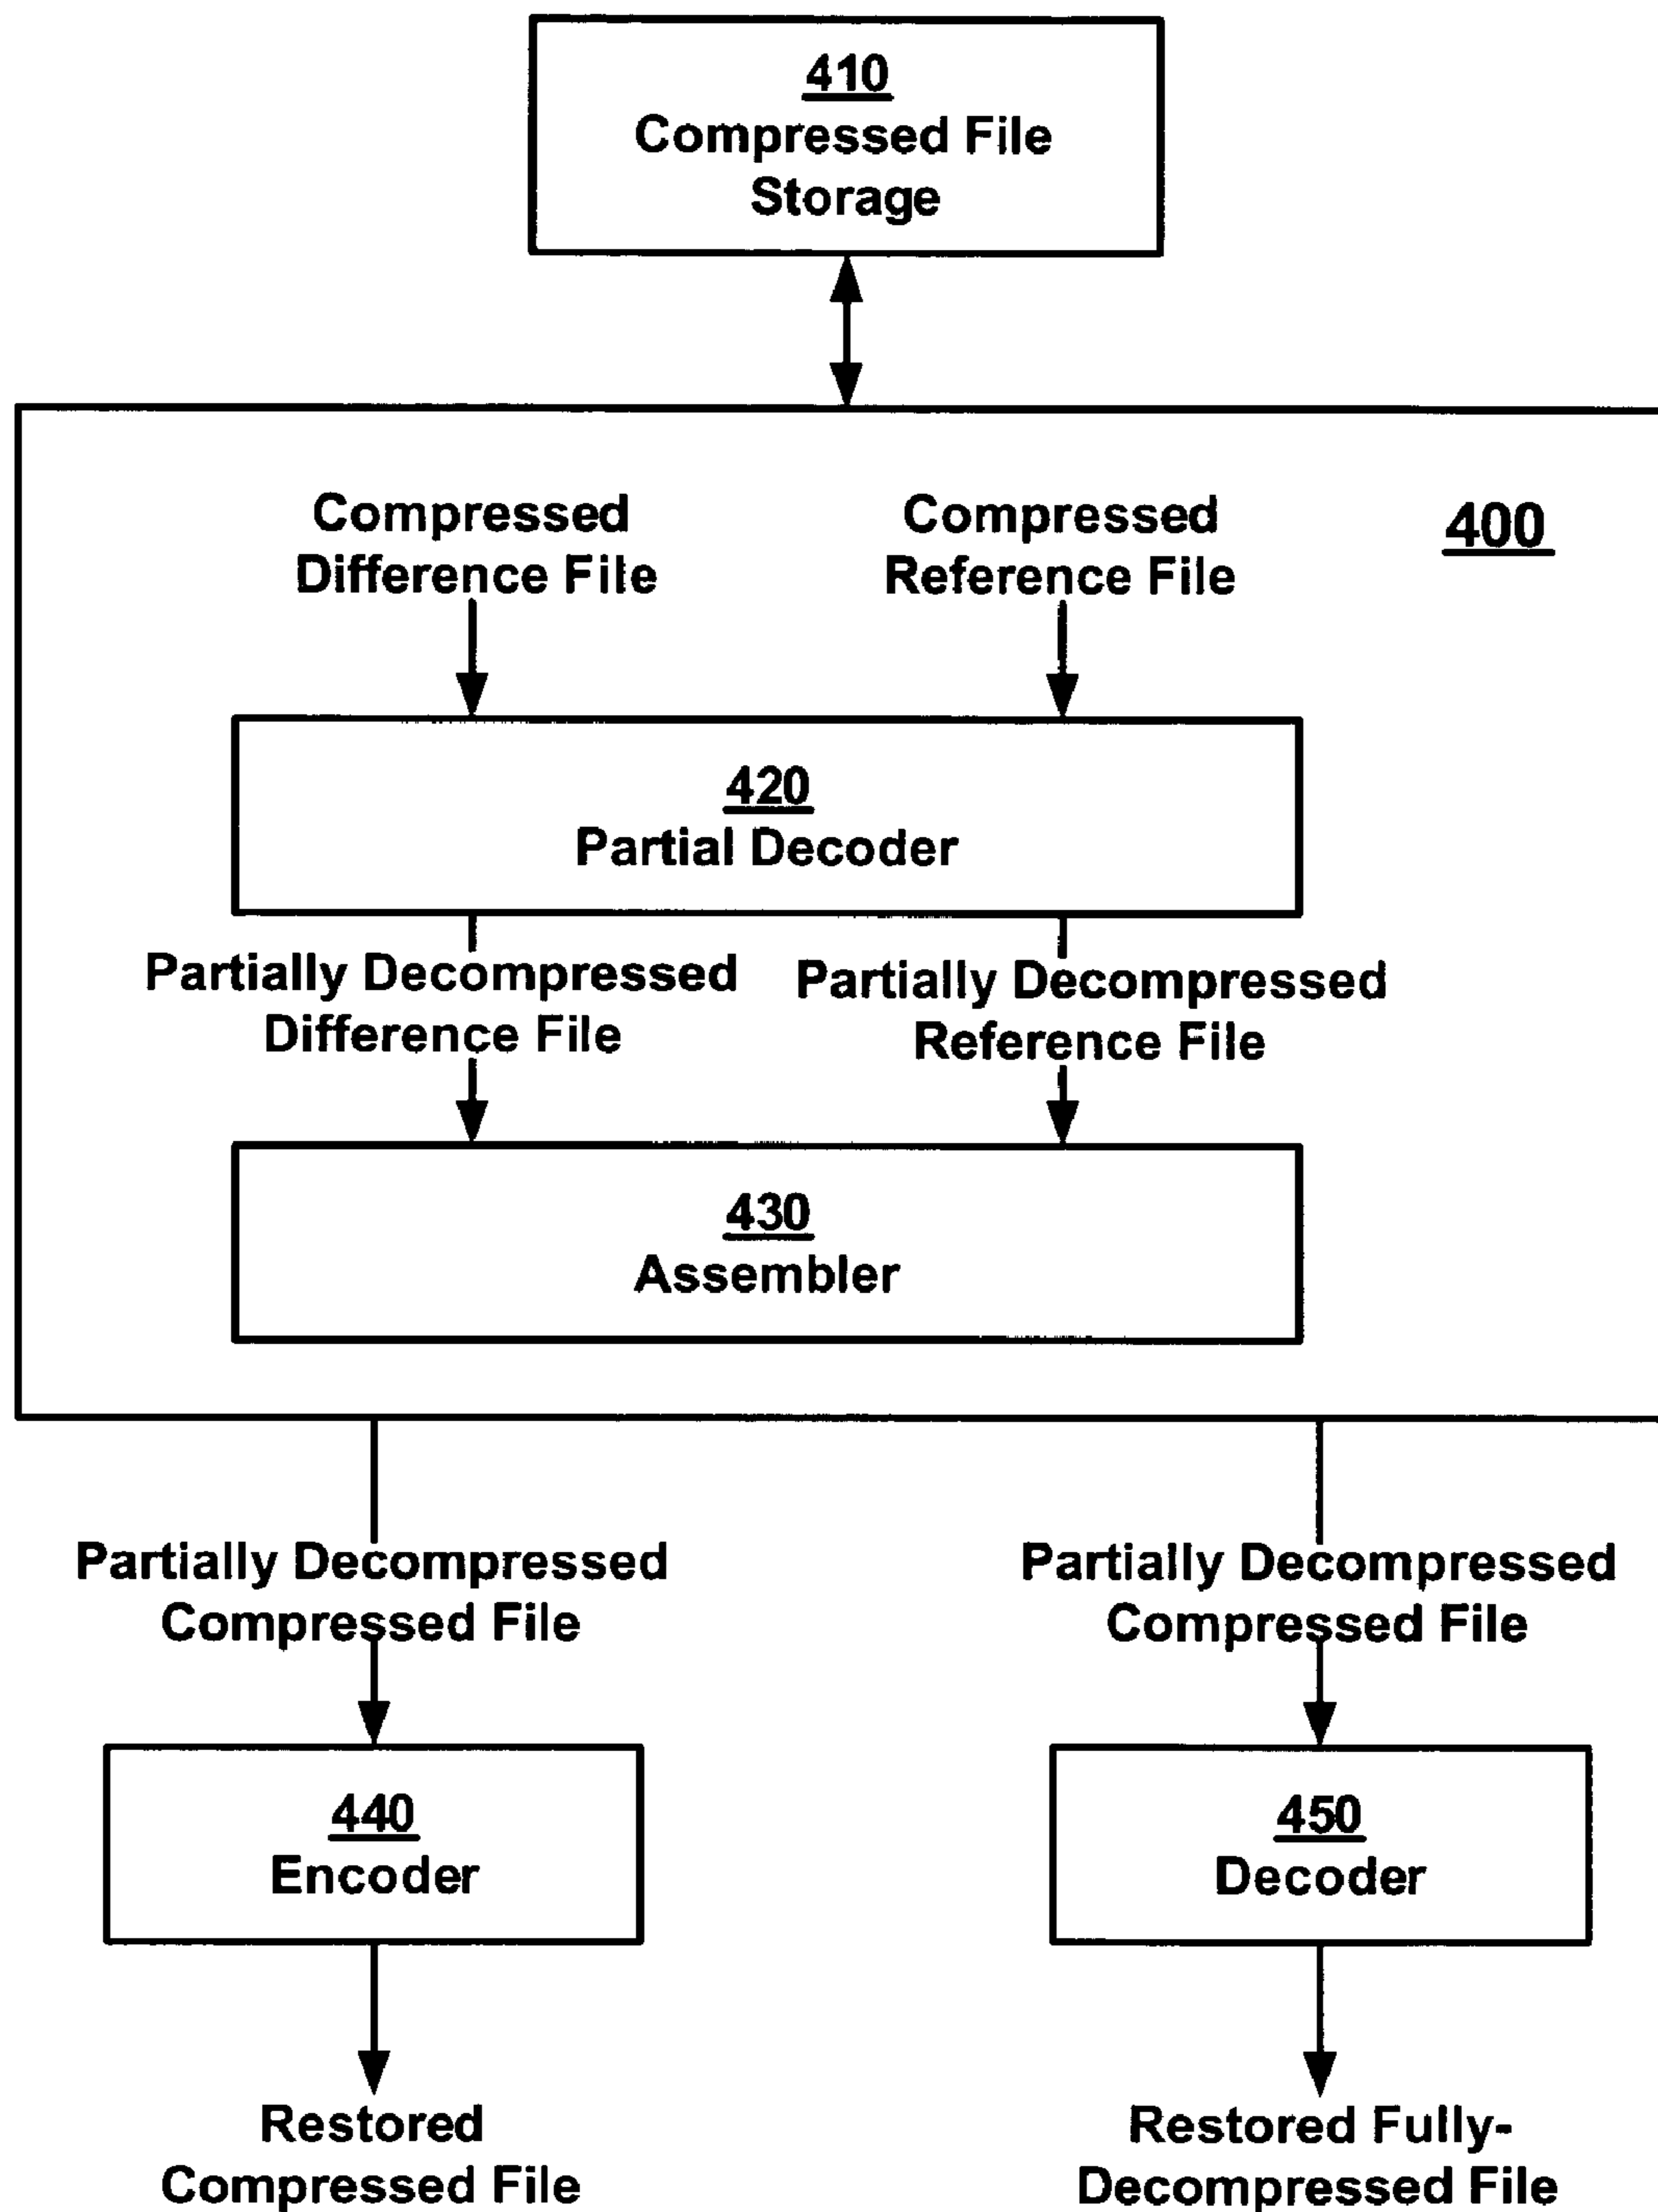 410
Compressed File
Storage
400
Compressed
Difference File
Compressed
Reference File
420
Partial Decoder
Partially Decompressed
Difference File
Partially Decompressed
Reference File
430
Assembler
Partially Decompressed
Compressed File
Partially Decompressed
Compressed File
440
Encoder
450
Decoder
Restored
Compressed File
Restored Fully-
Decompressed File